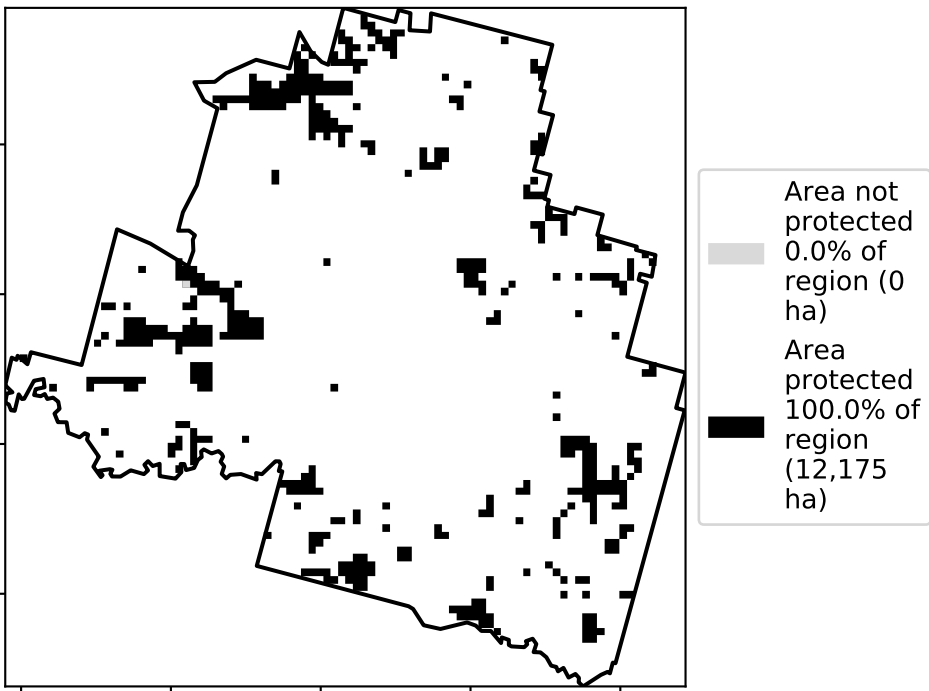 Area not
protected
0.0% of
region (0
ha)
Area
protected
100.0% of
region
(12,175
ha)